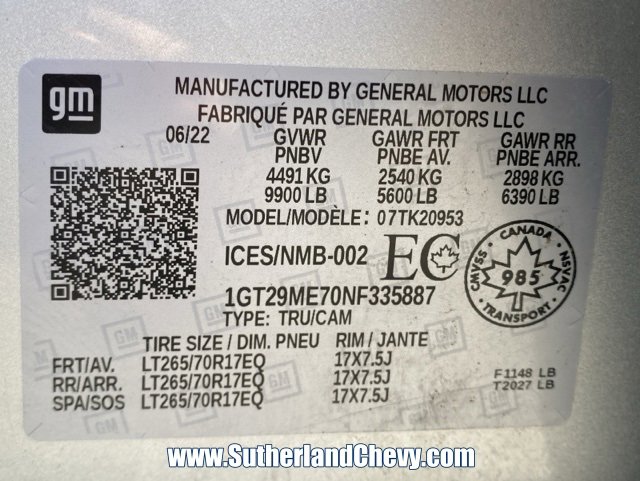 gm
MANUFACTURED BY GENERAL MOTORS LLC
FABRIQUÉ PAR GENERAL MOTORS LLC
06/22 GVWR GAWR FRT GAWR RR
PNBV PNBE AV. PNBE ARR.
4491 KG 2540 KG 2898 KG
9900 LB 5600 LB 6390 LB
MODEL/MODÈLE: 07TK20953
ICES/NMB-002 EC
CANADA
CMVSS 985 NSVAC
TRANSPORT
1GT29ME70NF335887
TYPE: TRU/CAM
TIRE SIZE / DIM. PNEU RIM / JANTE
FRT/AV. LT265/70R17EQ 17X7.5J
RR/ARR. LT265/70R17EQ 17X7.5J F1148 LB
SPA/SOS LT265/70R17EQ 17X7.5J T2027 LB
www.SutherlandChevy.com